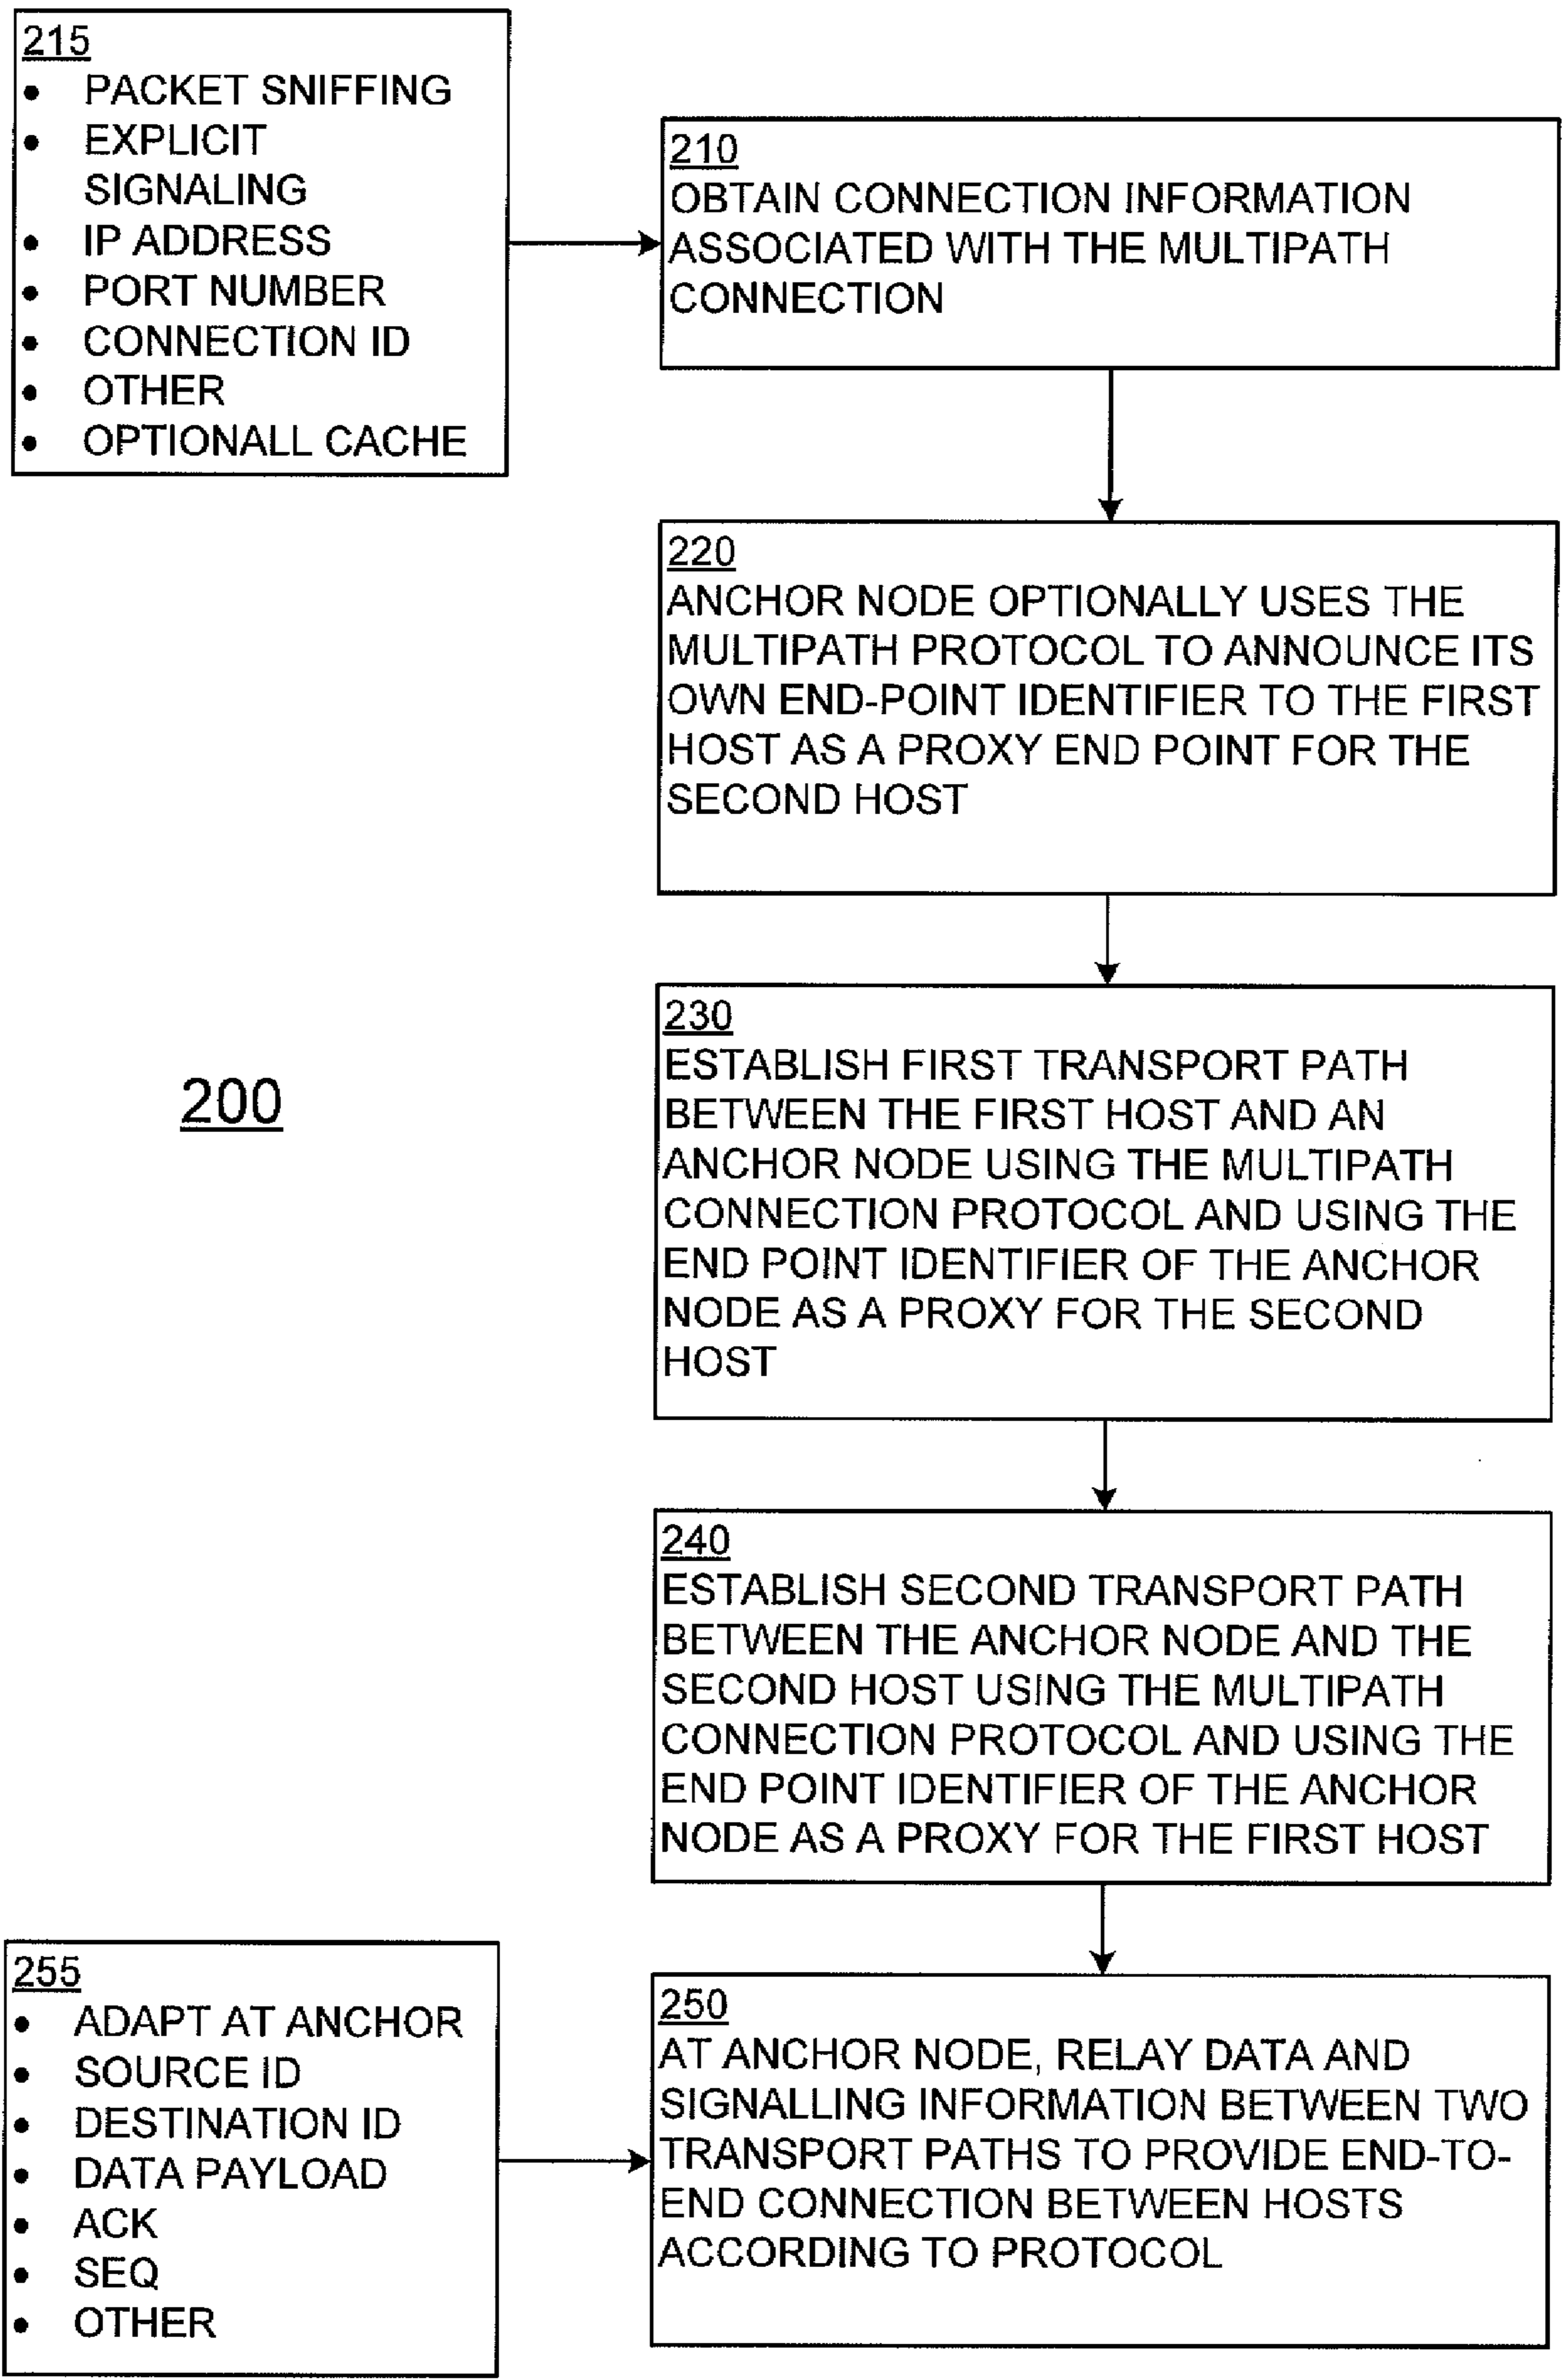 215
• PACKET SNIFFING
• EXPLICIT
SIGNALING
• IP ADDRESS
• PORT NUMBER
• CONNECTION ID
• OTHER
• OPTIONALL CACHE
210
OBTAIN CONNECTION INFORMATION
ASSOCIATED WITH THE MULTIPATH
CONNECTION
220
ANCHOR NODE OPTIONALLY USES THE
MULTIPATH PROTOCOL TO ANNOUNCE ITS
OWN END-POINT IDENTIFIER TO THE FIRST
HOST AS A PROXY END POINT FOR THE
SECOND HOST
230
ESTABLISH FIRST TRANSPORT PATH
BETWEEN THE FIRST HOST AND AN
ANCHOR NODE USING THE MULTIPATH
CONNECTION PROTOCOL AND USING THE
END POINT IDENTIFIER OF THE ANCHOR
NODE AS A PROXY FOR THE SECOND
HOST
200
240
ESTABLISH SECOND TRANSPORT PATH
BETWEEN THE ANCHOR NODE AND THE
SECOND HOST USING THE MULTIPATH
CONNECTION PROTOCOL AND USING THE
END POINT IDENTIFIER OF THE ANCHOR
NODE AS A PROXY FOR THE FIRST HOST
255
• ADAPT AT ANCHOR
• SOURCE ID
• DESTINATION ID
• DATA PAYLOAD
• ACK
• SEQ
• OTHER
250
AT ANCHOR NODE, RELAY DATA AND
SIGNALLING INFORMATION BETWEEN TWO
TRANSPORT PATHS TO PROVIDE END-TO-
END CONNECTION BETWEEN HOSTS
ACCORDING TO PROTOCOL